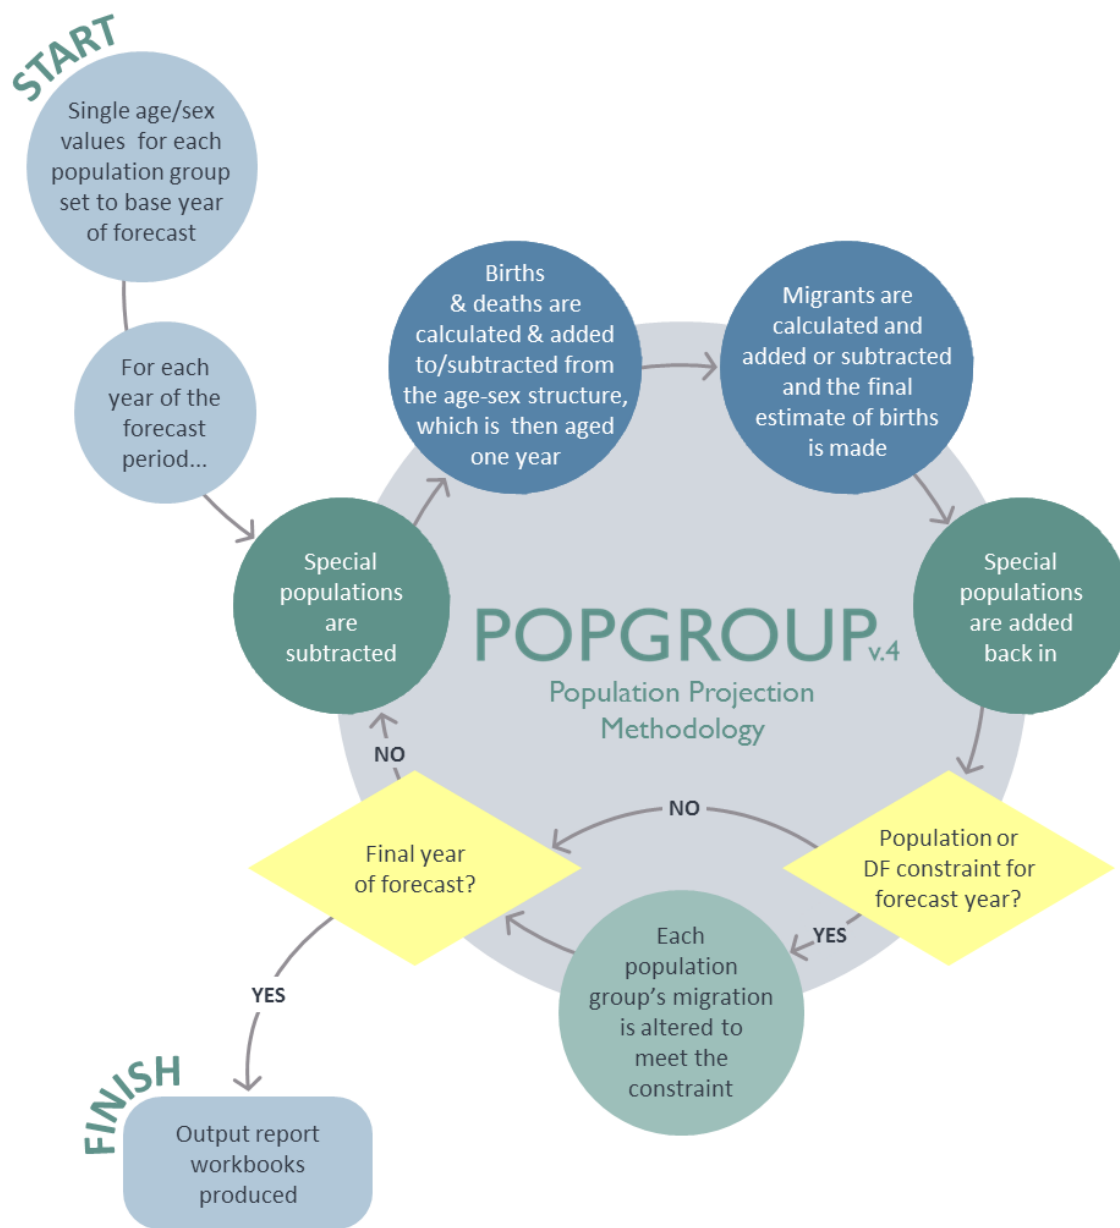 START
Single age/sex
values for each
population group
set to base year
of forecast
For each
year of the
forecast
period...
Special
populations
are
subtracted
Births
& deaths are
calculated & added
to/subtracted from
the age-sex structure,
which is then aged
one year
Migrants are
calculated and
added or subtracted
and the final
estimate of births
is made
Special
populations
are added
back in
POPGROUP v.4
Population Projection
Methodology
Population or
DF constraint for
forecast year?
NO
YES
Each
population
group's migration
is altered to
meet the
constraint
Final year
of forecast?
NO
YES
FINISH
Output report
workbooks
produced